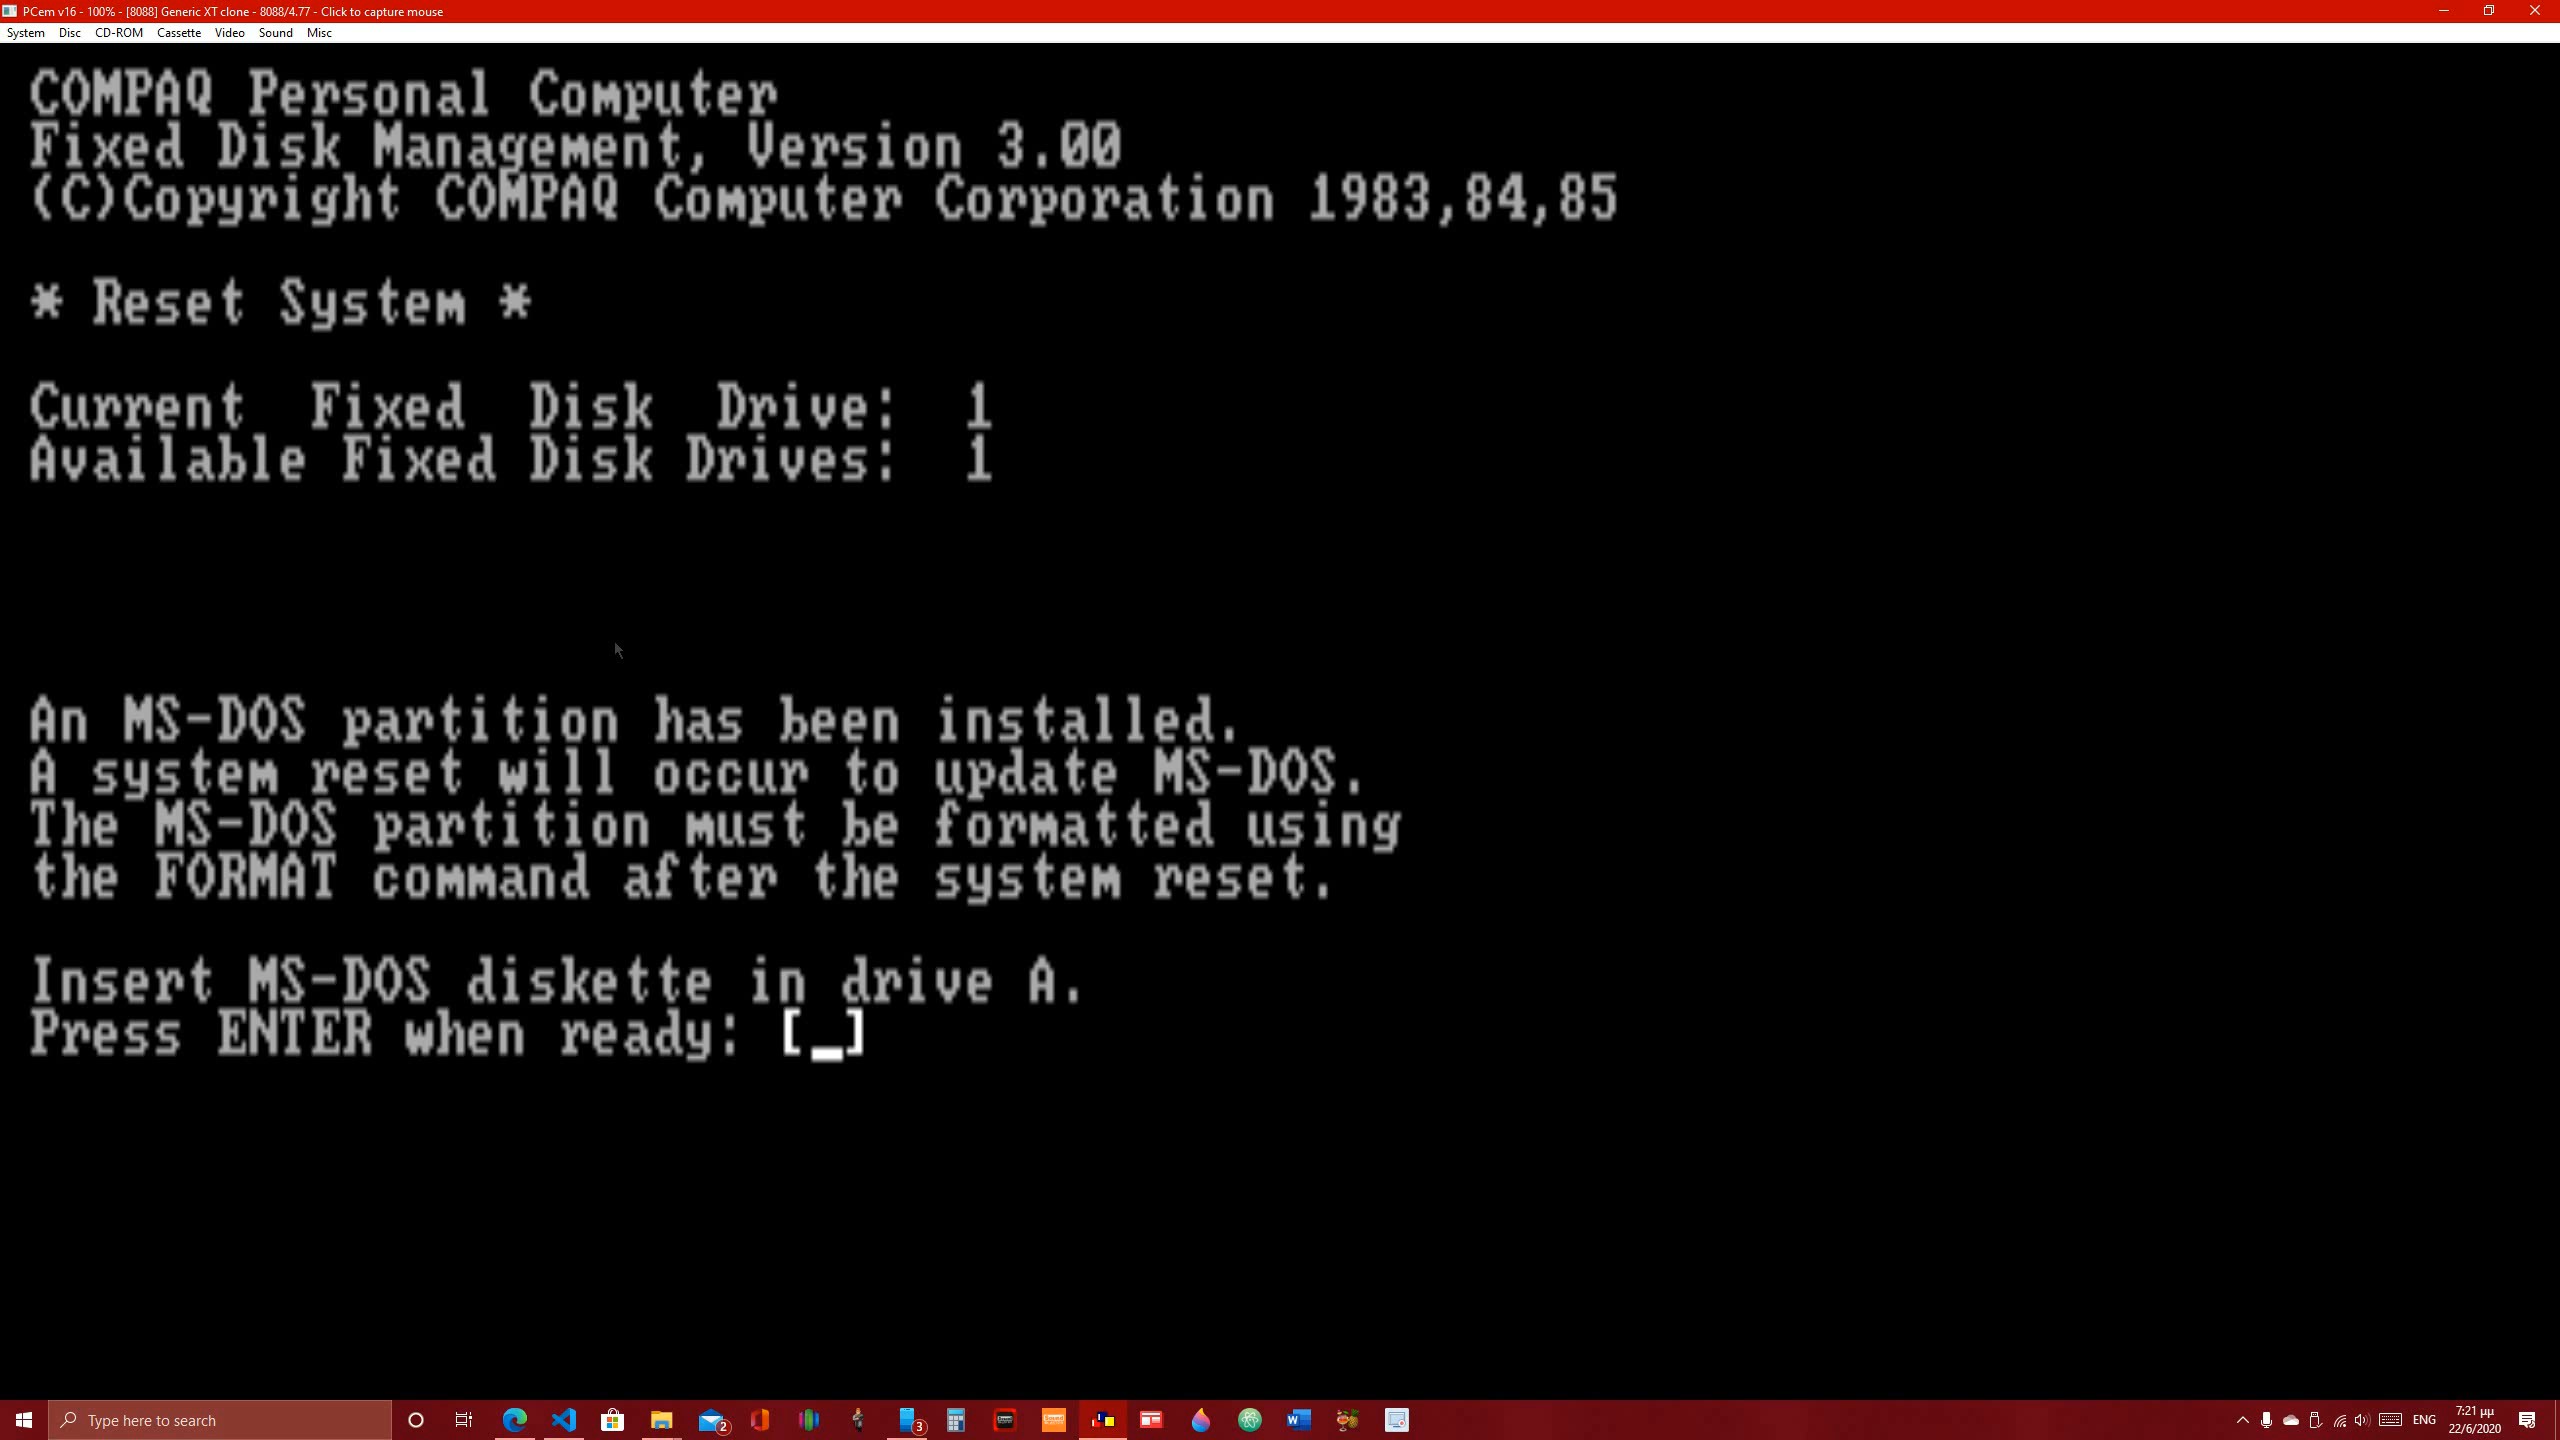 PCem v16 - 100% - [8088] Generic XT clone - 8088/4.77 - Click to capture mouse
System Disc CD-ROM Cassette Video Sound Misc
COMPAQ Personal Computer
Fixed Disk Management, Version 3.00
(C)Copyright COMPAQ Computer Corporation 1983,84,85
* Reset System *
Current  Fixed  Disk  Drive:  1
Available Fixed Disk Drives:  1
An MS-DOS partition has been installed.
A system reset will occur to update MS-DOS.
The MS-DOS partition must be formatted using
the FORMAT command after the system reset.
Insert MS-DOS diskette in drive A.
Press ENTER when ready: [_]
Type here to search
2
3
ENG
7:21 μμ
22/6/2020